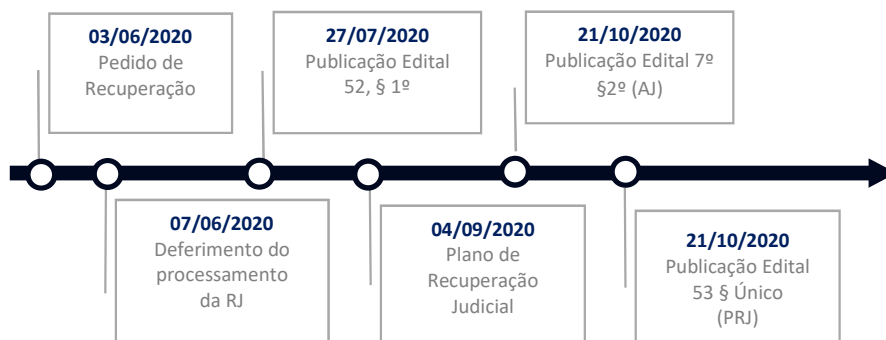 03/06/2020
Pedido de
Recuperação
27/07/2020
Publicação Edital
52, § 1º
21/10/2020
Publicação Edital 7º
§2º (AJ)
07/06/2020
Deferimento do
processamento
da RJ
04/09/2020
Plano de
Recuperação
Judicial
21/10/2020
Publicação Edital
53 § Único
(PRJ)